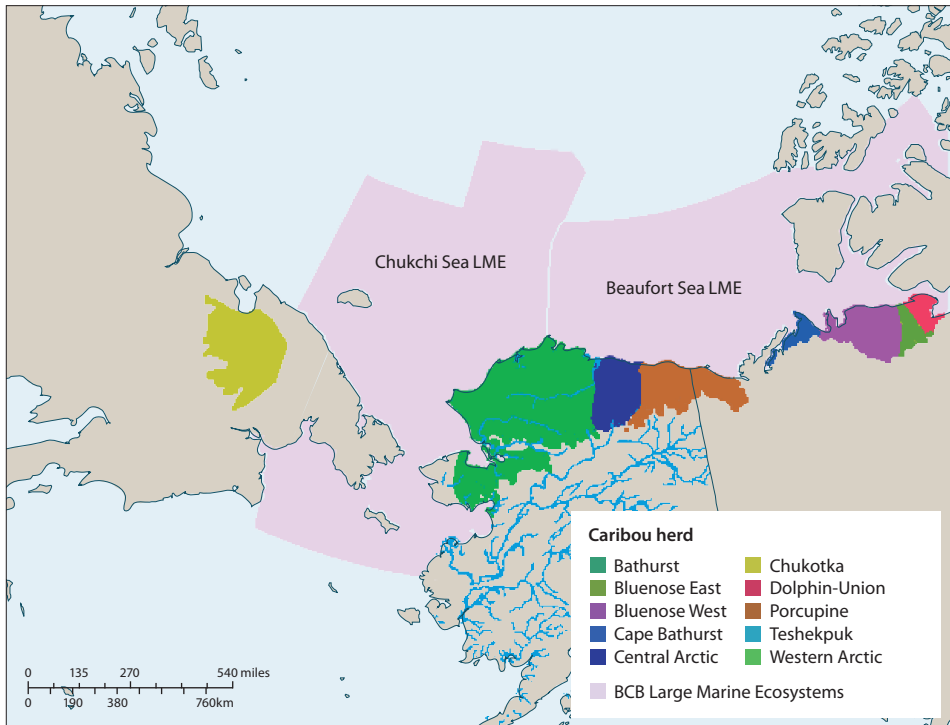 Chukchi Sea LME
Beaufort Sea LME
Caribou herd
Bathurst
Bluenose East
Bluenose West
Cape Bathurst
Central Arctic
Chukotka
Dolphin-Union
Porcupine
Teshekpuk
Western Arctic
BCB Large Marine Ecosystems
0 135 270 540 miles
0 190 380 760km